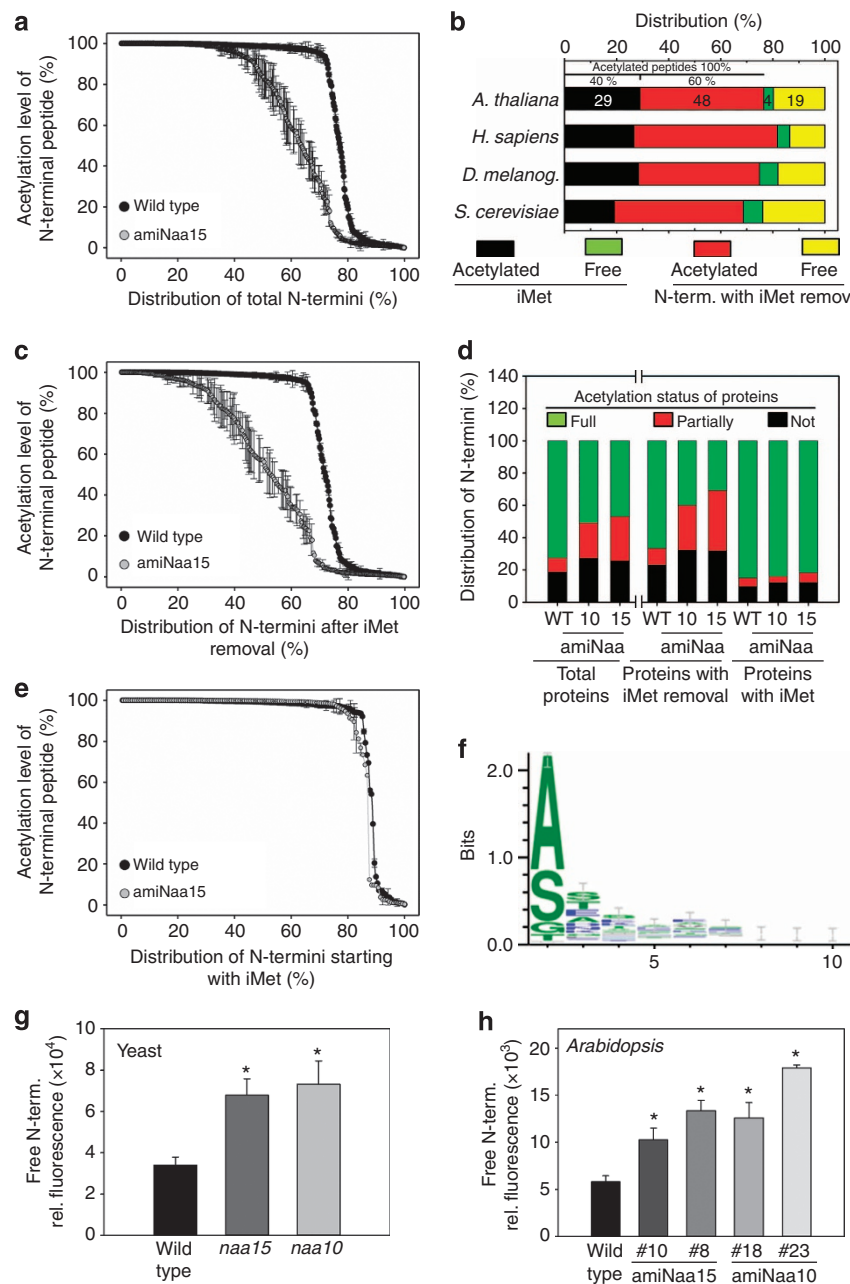 a
Acetylation level of
N-terminal peptide (%)
100
80
60
40
20
0
Wild type
amiNaa15
0 20 40 60 80 100
Distribution of total N-termini (%)
b
Distribution (%)
0 20 40 60 80 100
Acetylated peptides 100%
40 % 60 %
A. thaliana 29 48 4 19
H. sapiens
D. melanog.
S. cerevisiae
Acetylated Free Acetylated Free
iMet N-term. with iMet remov
c
Acetylation level of
N-terminal peptide (%)
100
80
60
40
20
0
Wild type
amiNaa15
0 20 40 60 80 100
Distribution of N-termini after iMet
removal (%)
d
Distribution of N-termini (%)
140
120
100
80
60
40
20
0
Acetylation status of proteins
Full Partially Not
WT 10 15 WT 10 15 WT 10 15
amiNaa amiNaa amiNaa
Total Proteins with Proteins
proteins iMet removal with iMet
e
Acetylation level of
N-terminal peptide (%)
100
80
60
40
20
0
Wild type
amiNaa15
0 20 40 60 80 100
Distribution of N-termini starting
with iMet (%)
f
Bits
2.0
1.0
0.0
A
S
G
5 10
g
Free N-term.
rel. fluorescence (×10⁴)
10
8
6
4
2
0
Yeast
* *
Wild
type
naa15 naa10
h
Free N-term.
rel. fluorescence (×10³)
20
15
10
5
0
Arabidopsis
* * * *
Wild
type
#10 #8 #18 #23
amiNaa15 amiNaa10